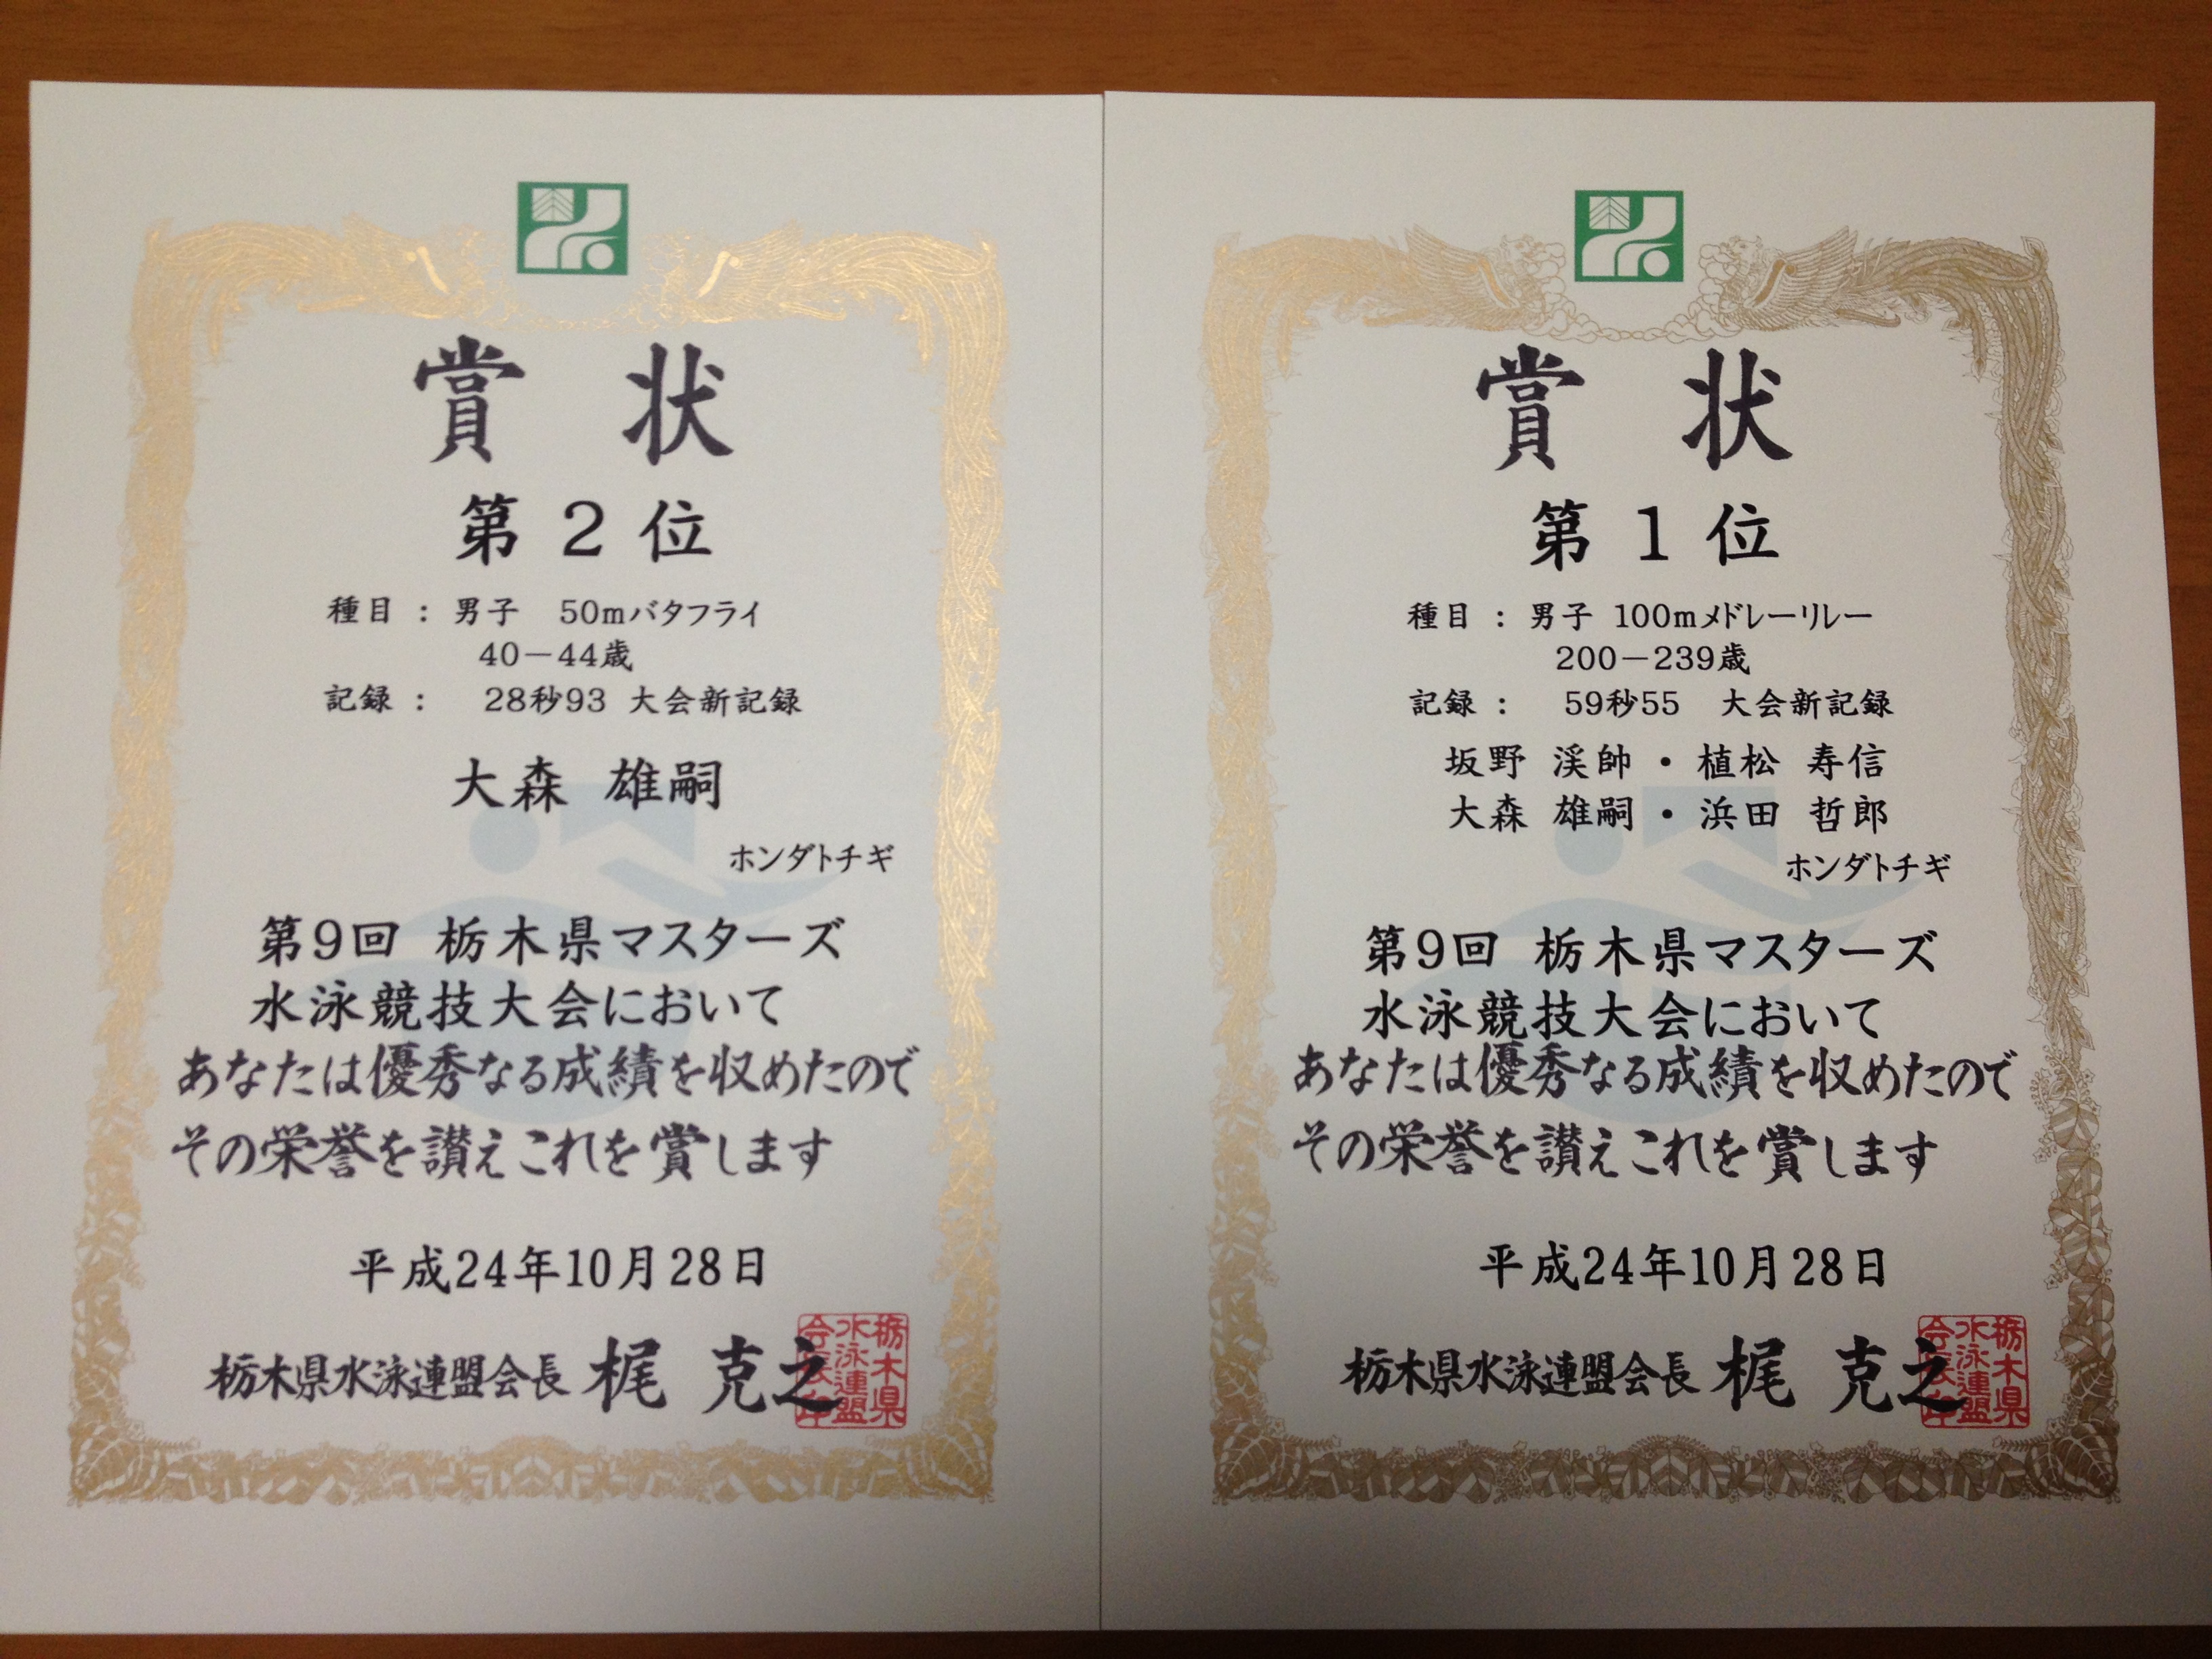 賞 状
第 2 位
種目 : 男子 50mバタフライ
40－44歳
記録 : 28秒93 大会新記録
大森 雄嗣
ホンダトチギ
第9回 栃木県マスターズ
水泳競技大会において
あなたは優秀なる成績を収めたので
その栄誉を讃えこれを賞します
平成24年10月28日
栃木県水泳連盟会長 梶 克之
栃木県
水泳連盟
賞 状
第 1 位
種目 : 男子 100mメドレーリレー
200－239歳
記録 : 59秒55 大会新記録
坂野 渓帥・植松 寿信
大森 雄嗣・浜田 哲郎
ホンダトチギ
第9回 栃木県マスターズ
水泳競技大会において
あなたは優秀なる成績を収めたので
その栄誉を讃えこれを賞します
平成24年10月28日
栃木県水泳連盟会長 梶 克之
栃木県
水泳連盟